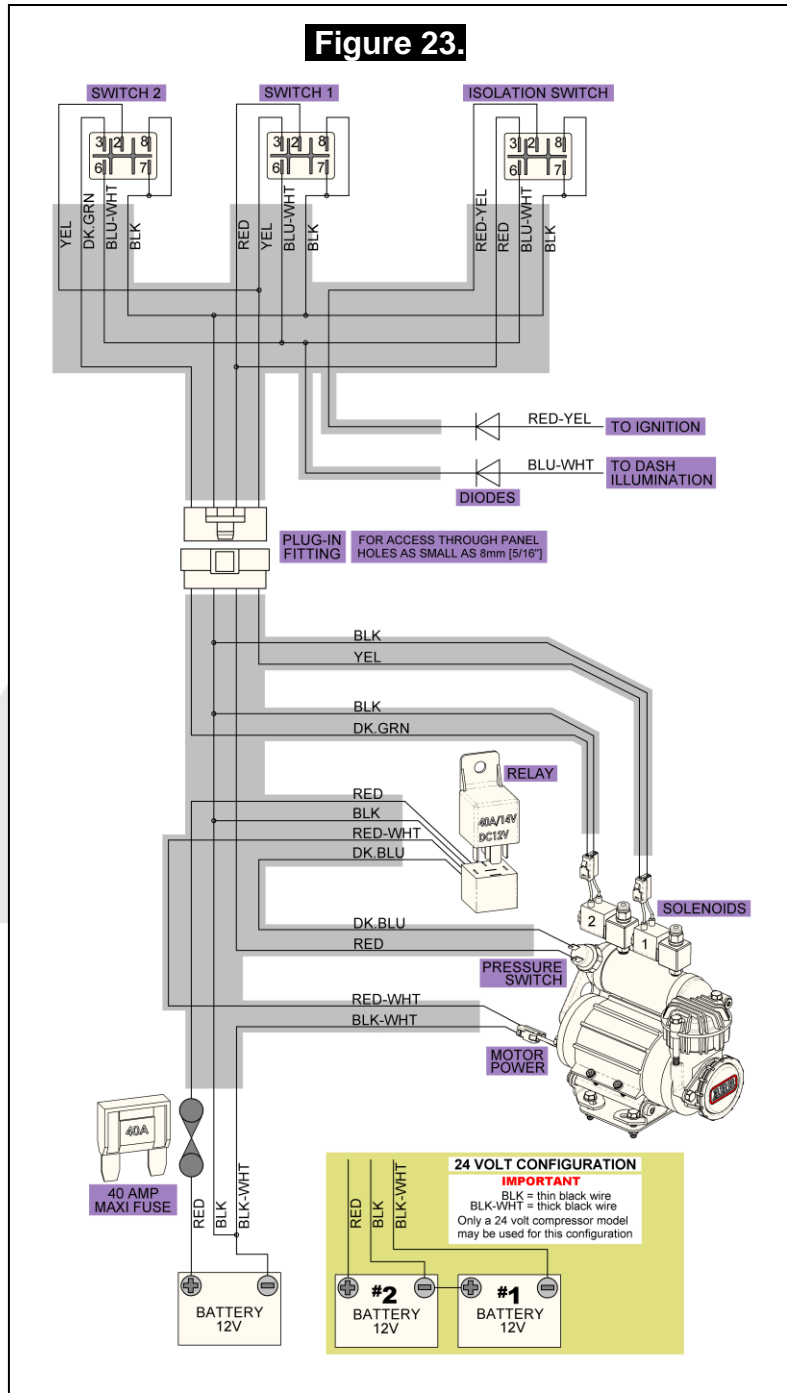 Figure 23.
SWITCH 2
SWITCH 1
ISOLATION SWITCH
3 2 8
6 7
3 2 8
6 7
3 2 8
6 7
YEL
DK.GRN
BLU-WHT
BLK
RED
YEL
BLU-WHT
BLK
RED-YEL
RED
BLU-WHT
BLK
RED-YEL
TO IGNITION
BLU-WHT
TO DASH
ILLUMINATION
DIODES
PLUG-IN
FITTING
FOR ACCESS THROUGH PANEL
HOLES AS SMALL AS 8mm [5/16"]
BLK
YEL
BLK
DK.GRN
RELAY
40A/14V
DC12V
RED
BLK
RED-WHT
DK.BLU
SOLENOIDS
2
1
DK.BLU
RED
PRESSURE
SWITCH
RED-WHT
BLK-WHT
MOTOR
POWER
ARB
40A
40 AMP
MAXI FUSE
RED
BLK
BLK-WHT
BATTERY
12V
24 VOLT CONFIGURATION
IMPORTANT
BLK = thin black wire
BLK-WHT = thick black wire
Only a 24 volt compressor model
may be used for this configuration
RED
BLK
BLK-WHT
#2
BATTERY
12V
#1
BATTERY
12V